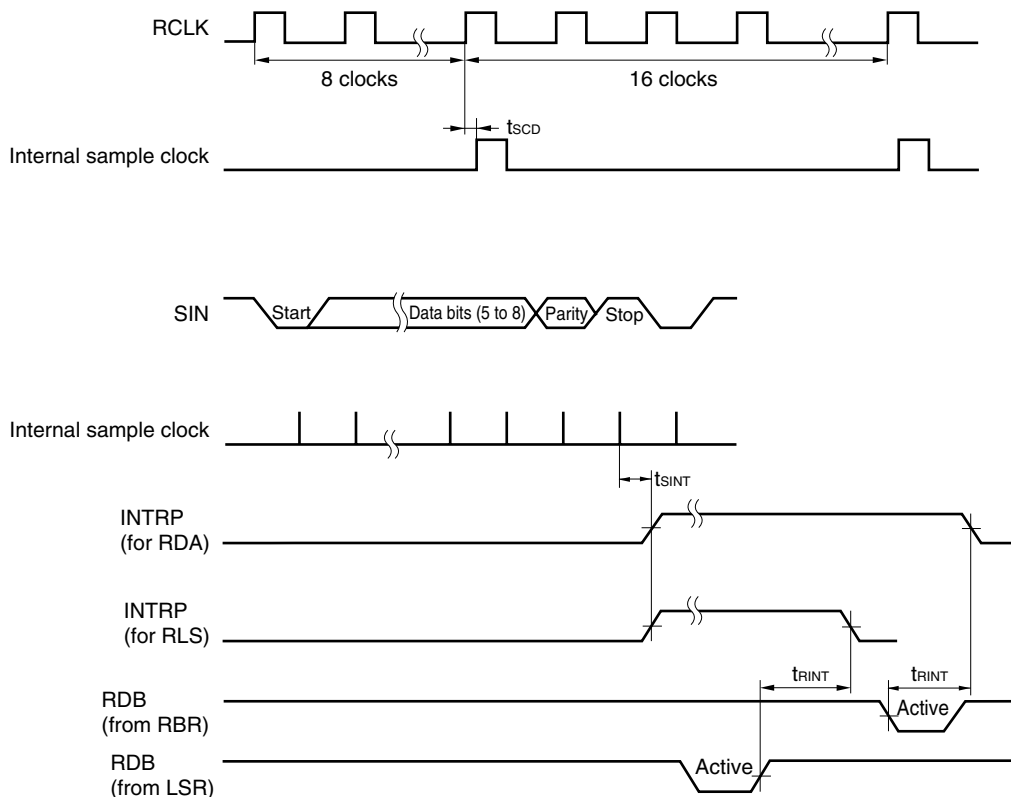 RCLK
8 clocks
16 clocks
tSCD
Internal sample clock
SIN
Start
Data bits (5 to 8)
Parity
Stop
Internal sample clock
tSINT
INTRP
(for RDA)
INTRP
(for RLS)
tRINT
tRINT
RDB
(from RBR)
Active
RDB
(from LSR)
Active